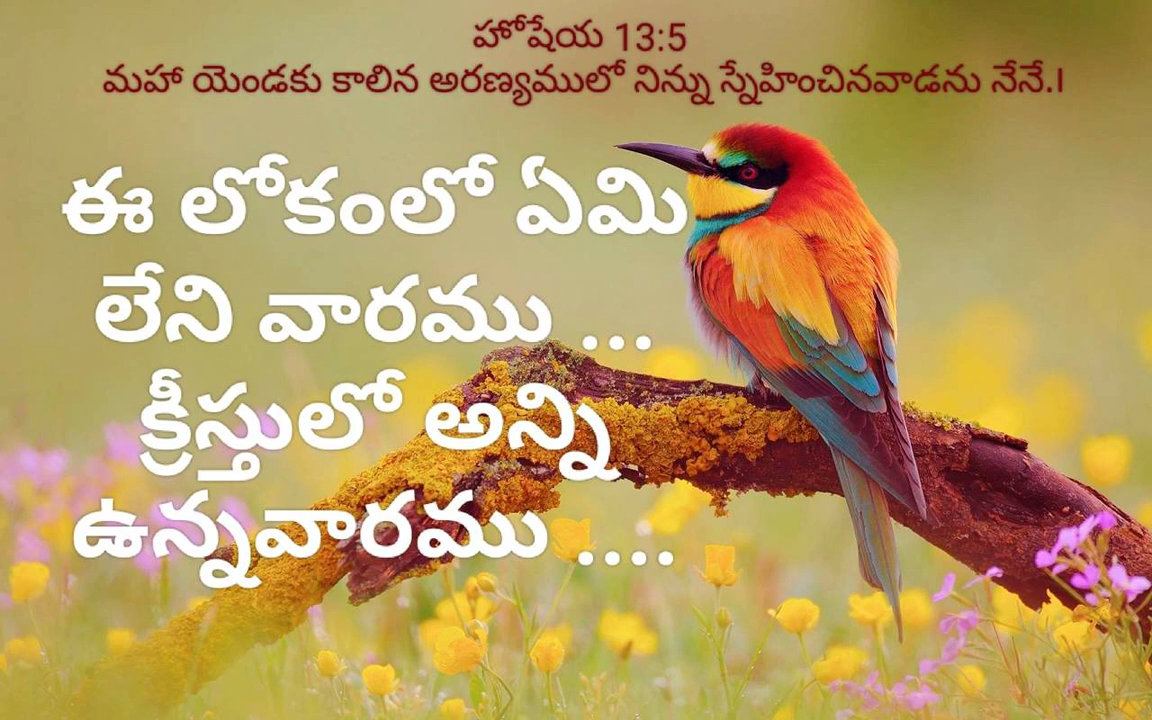 హోషేయ 13:5
మహా యెండకు కాలిన అరణ్యములో నిన్ను స్నేహించినవాడను నేనే.।
ఈ లోకంలో ఏమి
లేని వారము ...
క్రీస్తులో అన్ని
ఉన్నవారము ....